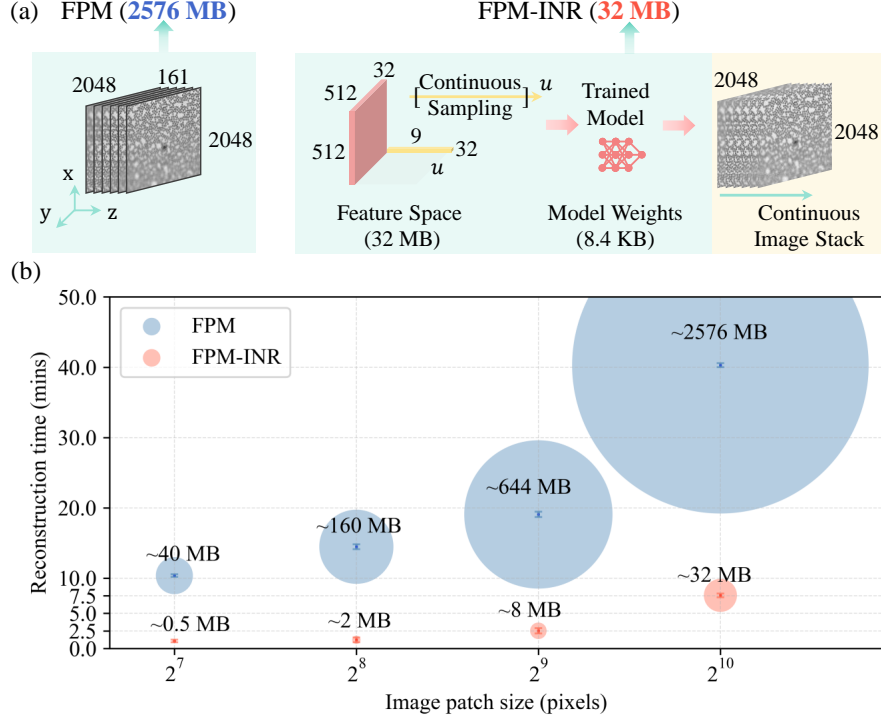 (a) FPM (2576 MB) FPM-INR (32 MB)
2048 161
2048
x
y z
32
512
512
[Continuous Sampling] u
9
32
u
Feature Space
(32 MB)
Trained
Model
Model Weights
(8.4 KB)
2048
2048
Continuous
Image Stack
(b)
FPM
FPM-INR
Reconstruction time (mins)
50.0
40.0
30.0
20.0
10.0
7.5
5.0
2.5
0.0
~2576 MB
~644 MB
~160 MB
~40 MB
~32 MB
~8 MB
~2 MB
~0.5 MB
2^7 2^8 2^9 2^10
Image patch size (pixels)